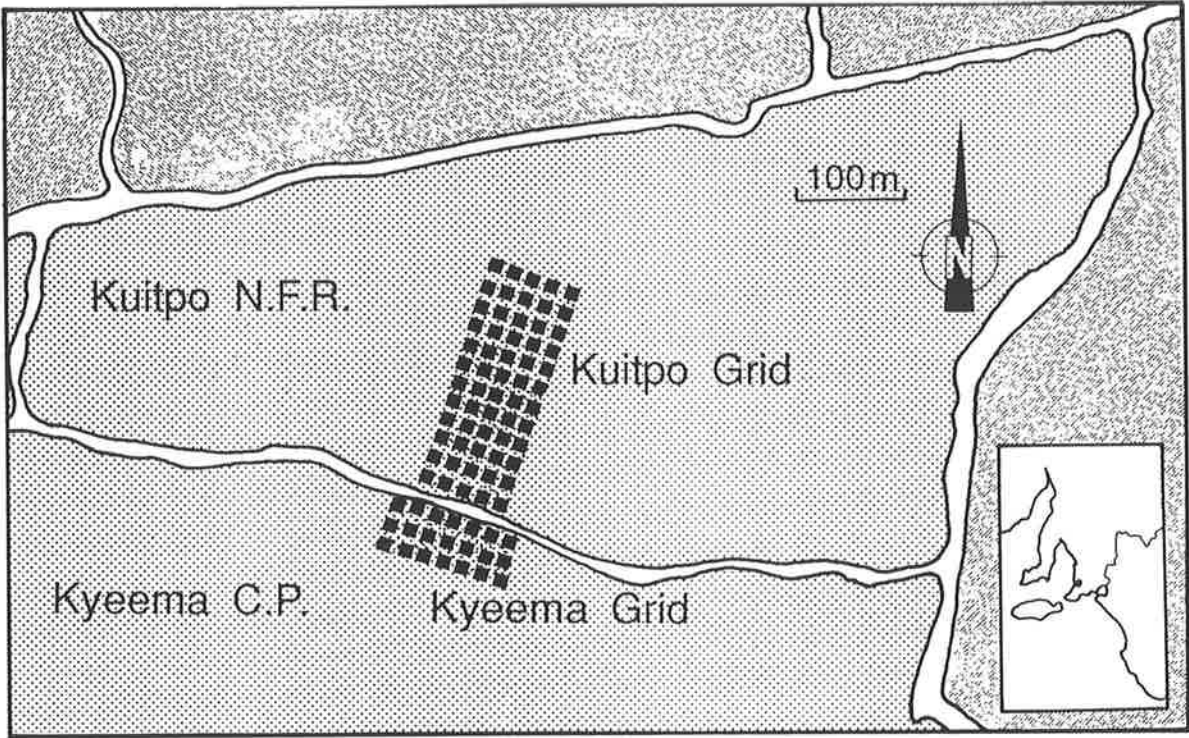 100m
N
Kuitpo N.F.R.
Kuitpo Grid
Kyeema C.P.
Kyeema Grid